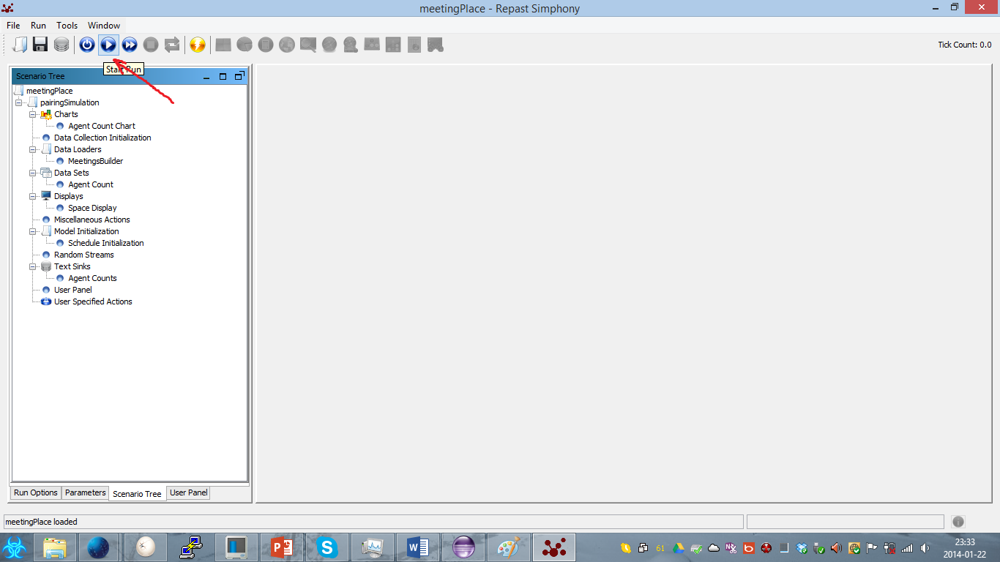 meetingPlace - Repast Simphony
File Run Tools Window
Tick Count: 0.0
Start Run
Scenario Tree
meetingPlace
pairingSimulation
Charts
Agent Count Chart
Data Collection Initialization
Data Loaders
MeetingsBuilder
Data Sets
Agent Count
Displays
Space Display
Miscellaneous Actions
Model Initialization
Schedule Initialization
Random Streams
Text Sinks
Agent Counts
User Panel
User Specified Actions
Run Options Parameters Scenario Tree User Panel
meetingPlace loaded
61
23:33
2014-01-22